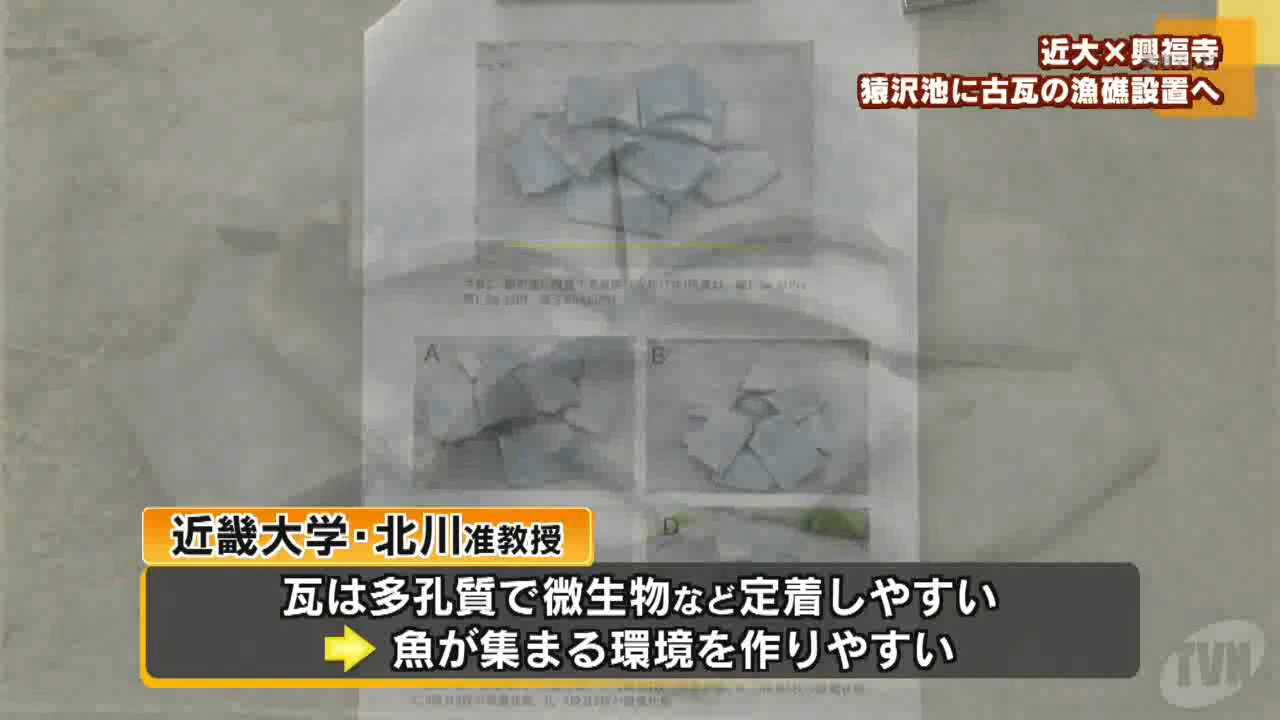 近大×興福寺
猿沢池に古瓦の漁礁設置へ
A
B
D
近畿大学・北川准教授
瓦は多孔質で微生物など定着しやすい
魚が集まる環境を作りやすい
TVN